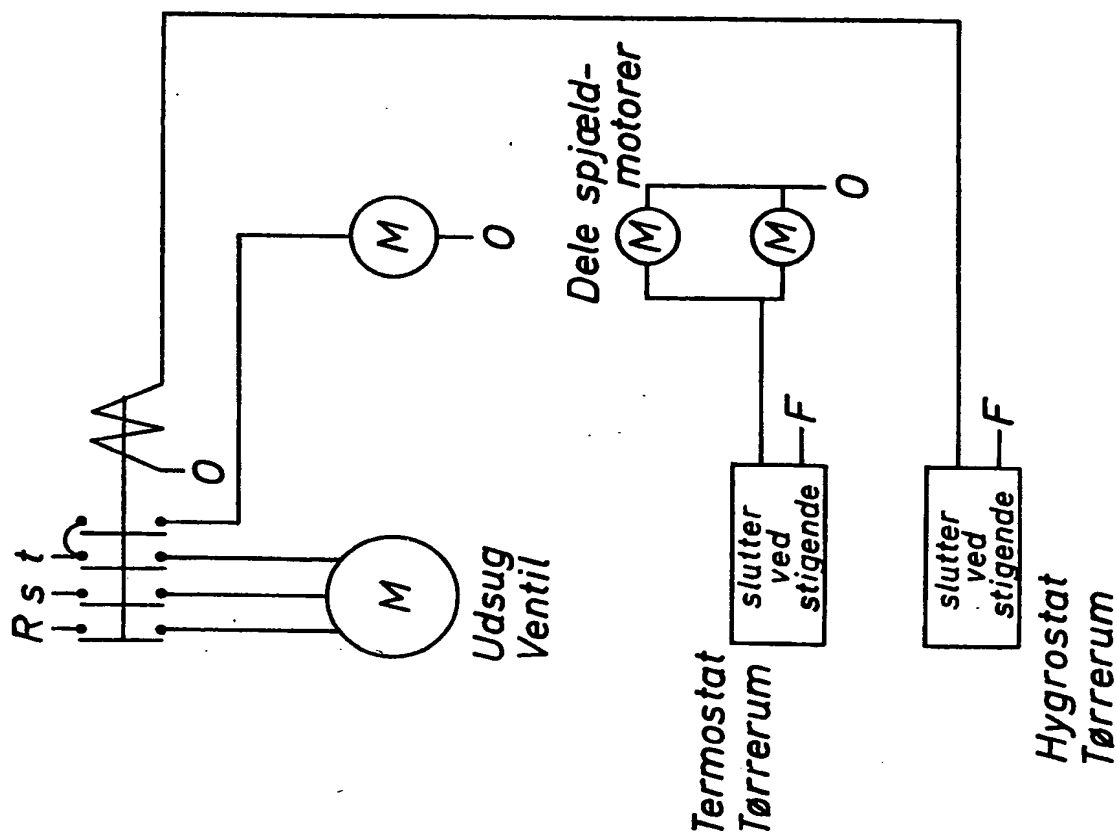 R s t
O
Udsug
Ventil
M
M
O
Dele spjæld-
motorer
M
M
O
Termostat
Tørrerum
slutter
ved
stigende
F
Hygrostat
Tørrerum
slutter
ved
stigende
F